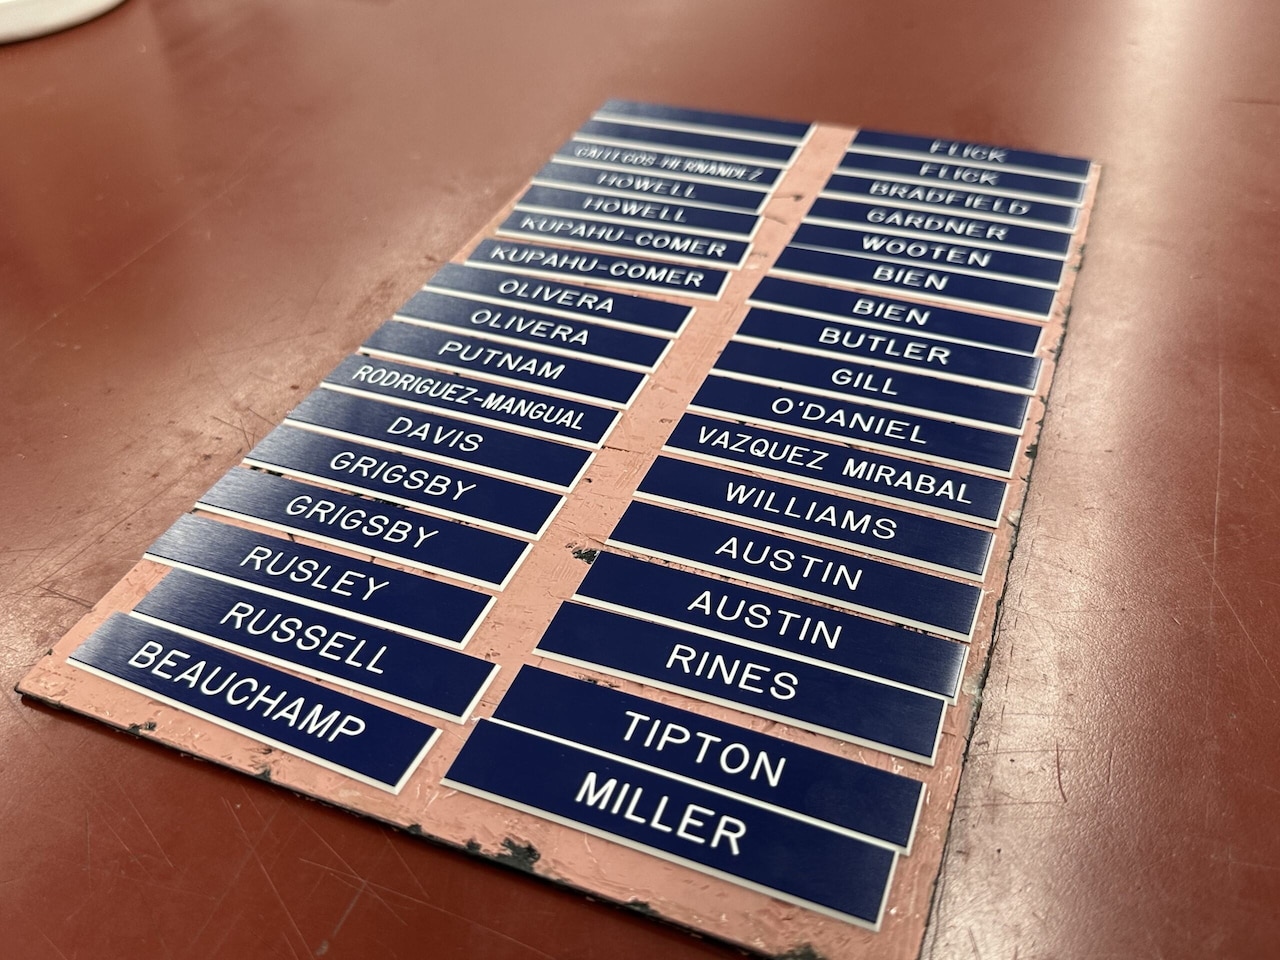 GALLEGOS-HERNANDEZ
HOWELL
HOWELL
KUPAHU-COMER
KUPAHU-COMER
OLIVERA
OLIVERA
PUTNAM
RODRIGUEZ-MANGUAL
DAVIS
GRIGSBY
GRIGSBY
RUSLEY
RUSSELL
BEAUCHAMP
FLICK
FLICK
BRADFIELD
GARDNER
WOOTEN
BIEN
BIEN
BUTLER
GILL
O'DANIEL
VAZQUEZ MIRABAL
WILLIAMS
AUSTIN
AUSTIN
RINES
TIPTON
MILLER